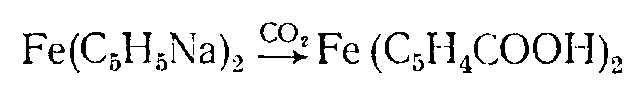 Fe(C₅H₅Na)₂ —CO₂→ Fe (C₅H₄COOH)₂